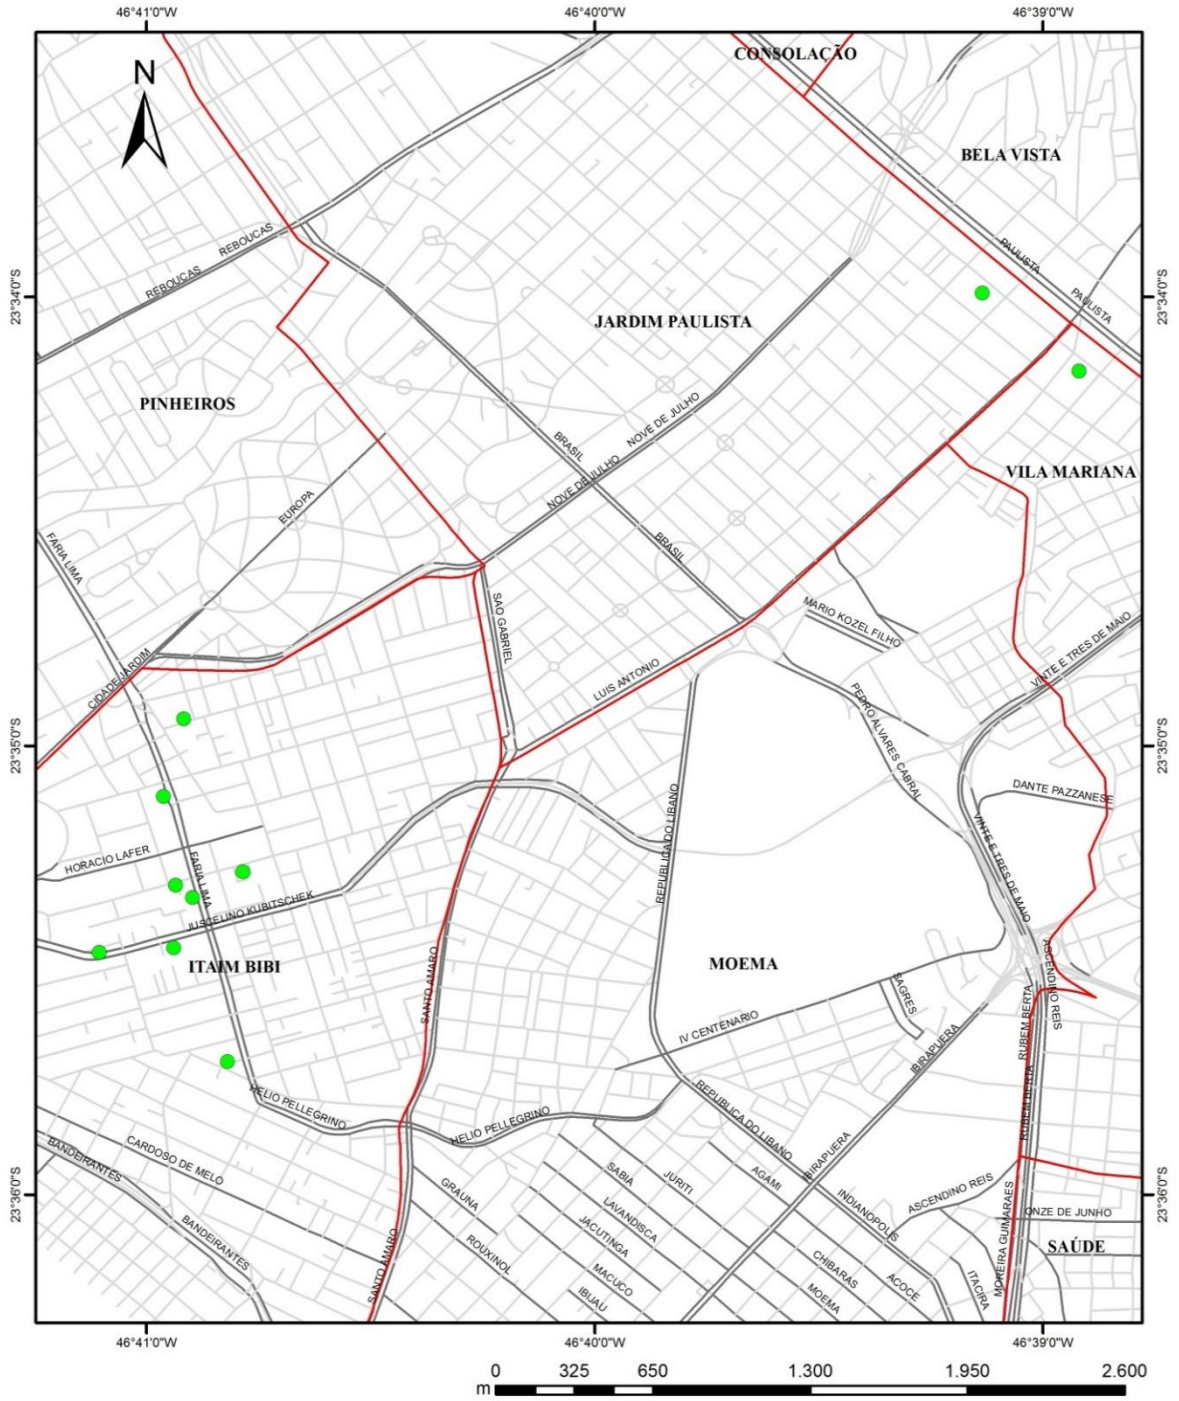 46°41'0"W 46°40'0"W 46°39'0"W
CONSOLAÇÃO
N
BELA VISTA
REBOUCAS
REBOUCAS
PAULISTA
PAULISTA
23°34'0"S
23°34'0"S
JARDIM PAULISTA
PINHEIROS
NOVE DE JULHO
BRASIL
NOVE DE JULHO
VILA MARIANA
EUROPA
FARIA LIMA
BRASIL
SAO GABRIEL
MARIO KOZEL FILHO
VINTE E TRES DE MAIO
CIDADE JARDIM
LUIS ANTONIO
PEDRO ALVARES CABRAL
23°35'0"S
23°35'0"S
DANTE PAZZANESE
REPUBLICA DO LIBANO
VINTE E TRES DE MAIO
HORACIO LAFER
FARIA LIMA
JUSCELINO KUBITSCHEK
ITAIM BIBI
MOEMA
SANTO AMARO
ASCENDINO REIS
SAGRES
IV CENTENARIO
RUBEM BERTA
IBIRAPUERA
RUBEM BERTA
HELIO PELLEGRINO
HELIO PELLEGRINO
REPUBLICA DO LIBANO
BANDEIRANTES
CARDOSO DE MELO
IBIRAPUERA
SABIA
JURITI
AGAMI
GRAUNA
23°36'0"S
23°36'0"S
INDIANOPOLIS
ASCENDINO REIS
MOREIRA GUIMARAES
ONZE DE JUNHO
LAVANDISCA
JACUTINGA
BANDEIRANTES
ROUXINOL
SANTO AMARO
SAÚDE
CHIBARAS
ACOCE
ITACIRA
MACUCO
MOEMA
IBIJAU
46°41'0"W 46°40'0"W 46°39'0"W
0 325 650 1.300 1.950 2.600
m